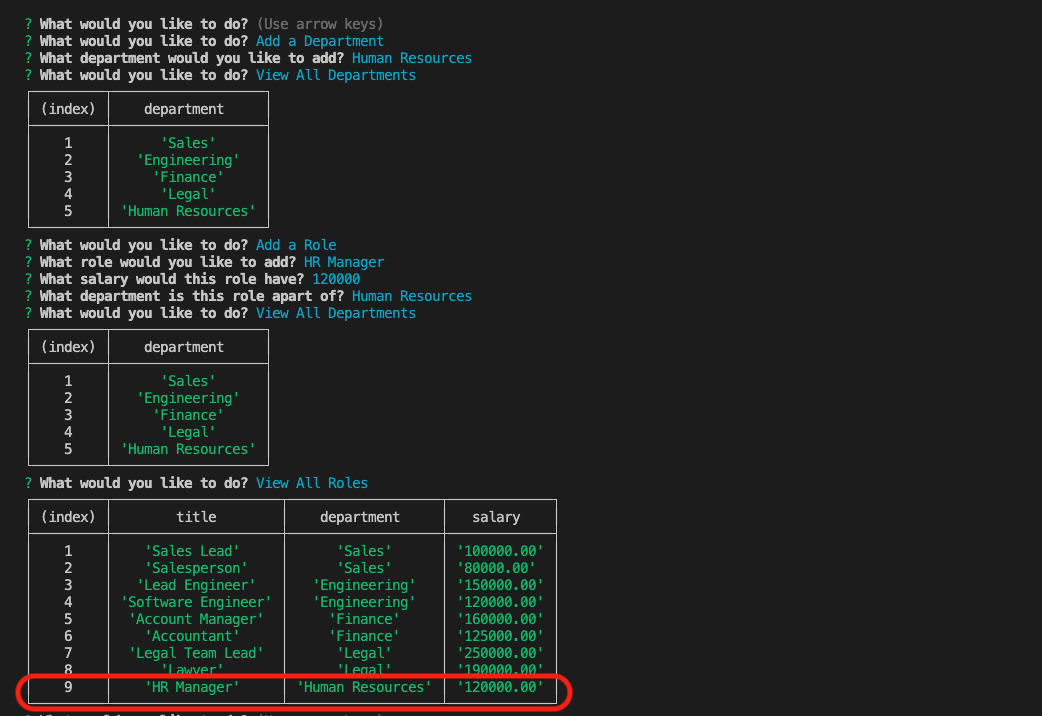 ? What would you like to do? (Use arrow keys)
? What would you like to do? Add a Department
? What department would you like to add? Human Resources
? What would you like to do? View All Departments
(index) department
1 'Sales'
2 'Engineering'
3 'Finance'
4 'Legal'
5 'Human Resources'
? What would you like to do? Add a Role
? What role would you like to add? HR Manager
? What salary would this role have? 120000
? What department is this role apart of? Human Resources
? What would you like to do? View All Departments
(index) department
1 'Sales'
2 'Engineering'
3 'Finance'
4 'Legal'
5 'Human Resources'
? What would you like to do? View All Roles
(index) title department salary
1 'Sales Lead' 'Sales' '100000.00'
2 'Salesperson' 'Sales' '80000.00'
3 'Lead Engineer' 'Engineering' '150000.00'
4 'Software Engineer' 'Engineering' '120000.00'
5 'Account Manager' 'Finance' '160000.00'
6 'Accountant' 'Finance' '125000.00'
7 'Legal Team Lead' 'Legal' '250000.00'
8 'Lawyer' 'Legal' '190000.00'
9 'HR Manager' 'Human Resources' '120000.00'